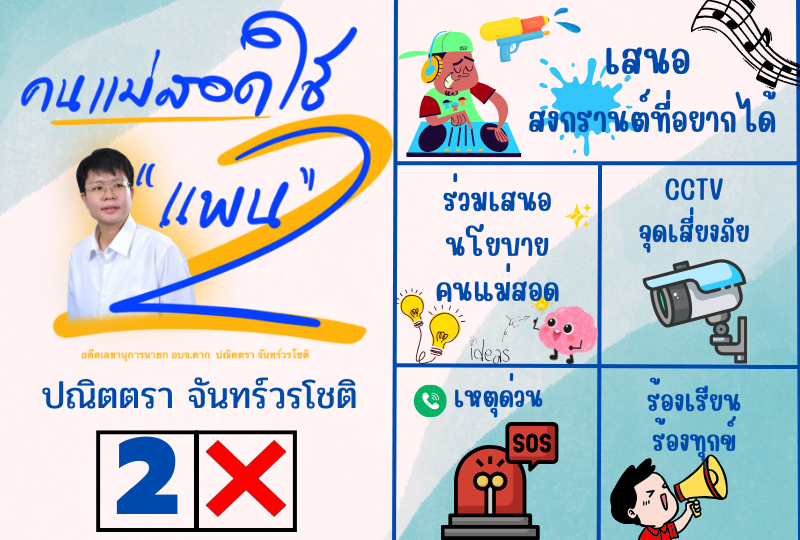 คนแม่สอดใช้
"แพน"
2
อดีตเลขานุการนายก อบจ.ตาก ปณิตตรา จันทร์วรโชติ
ปณิตตรา จันทร์วรโชติ
2
เสนอ
สงกรานต์ที่อยากได้
ร่วมเสนอ
นโยบาย
คนแม่สอด
ideas
CCTV
จุดเสี่ยงภัย
เหตุด่วน
SOS
ร้องเรียน
ร้องทุกข์